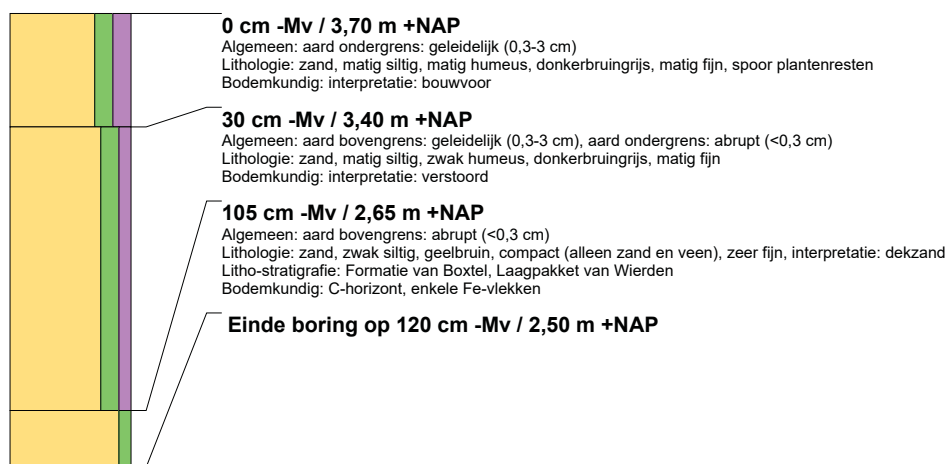 0 cm -Mv / 3,70 m +NAP
Algemeen: aard ondergrens: geleidelijk (0,3-3 cm)
Lithologie: zand, matig siltig, matig humeus, donkerbruingrijs, matig fijn, spoor plantenresten
Bodemkundig: interpretatie: bouwvoor
30 cm -Mv / 3,40 m +NAP
Algemeen: aard bovengrens: geleidelijk (0,3-3 cm), aard ondergrens: abrupt (<0,3 cm)
Lithologie: zand, matig siltig, zwak humeus, donkerbruingrijs, matig fijn
Bodemkundig: interpretatie: verstoord
105 cm -Mv / 2,65 m +NAP
Algemeen: aard bovengrens: abrupt (<0,3 cm)
Lithologie: zand, zwak siltig, geelbruin, compact (alleen zand en veen), zeer fijn, interpretatie: dekzand
Litho-stratigrafie: Formatie van Boxtel, Laagpakket van Wierden
Bodemkundig: C-horizont, enkele Fe-vlekken
Einde boring op 120 cm -Mv / 2,50 m +NAP